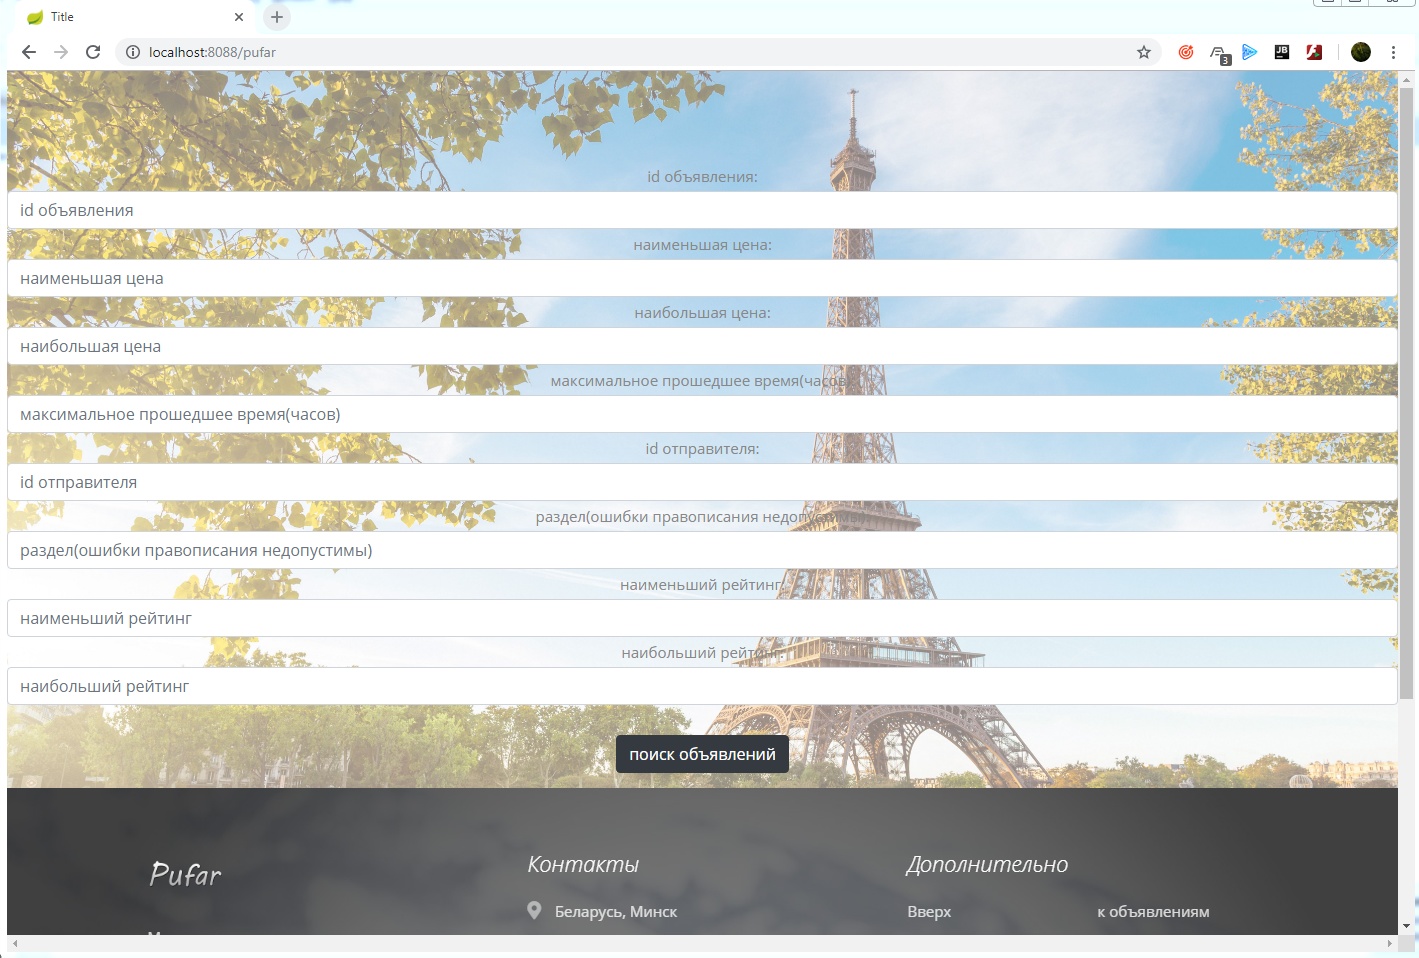 Title
localhost:8088/pufar
3
JB
id объявления:
id объявления
наименьшая цена:
наименьшая цена
наибольшая цена:
наибольшая цена
максимальное прошедшее время(часов):
максимальное прошедшее время(часов)
id отправителя:
id отправителя
раздел(ошибки правописания недопустимы):
раздел(ошибки правописания недопустимы)
наименьший рейтинг:
наименьший рейтинг
наибольший рейтинг:
наибольший рейтинг
поиск объявлений
Pufar
Контакты
Дополнительно
Беларусь, Минск
Вверх
к объявлениям